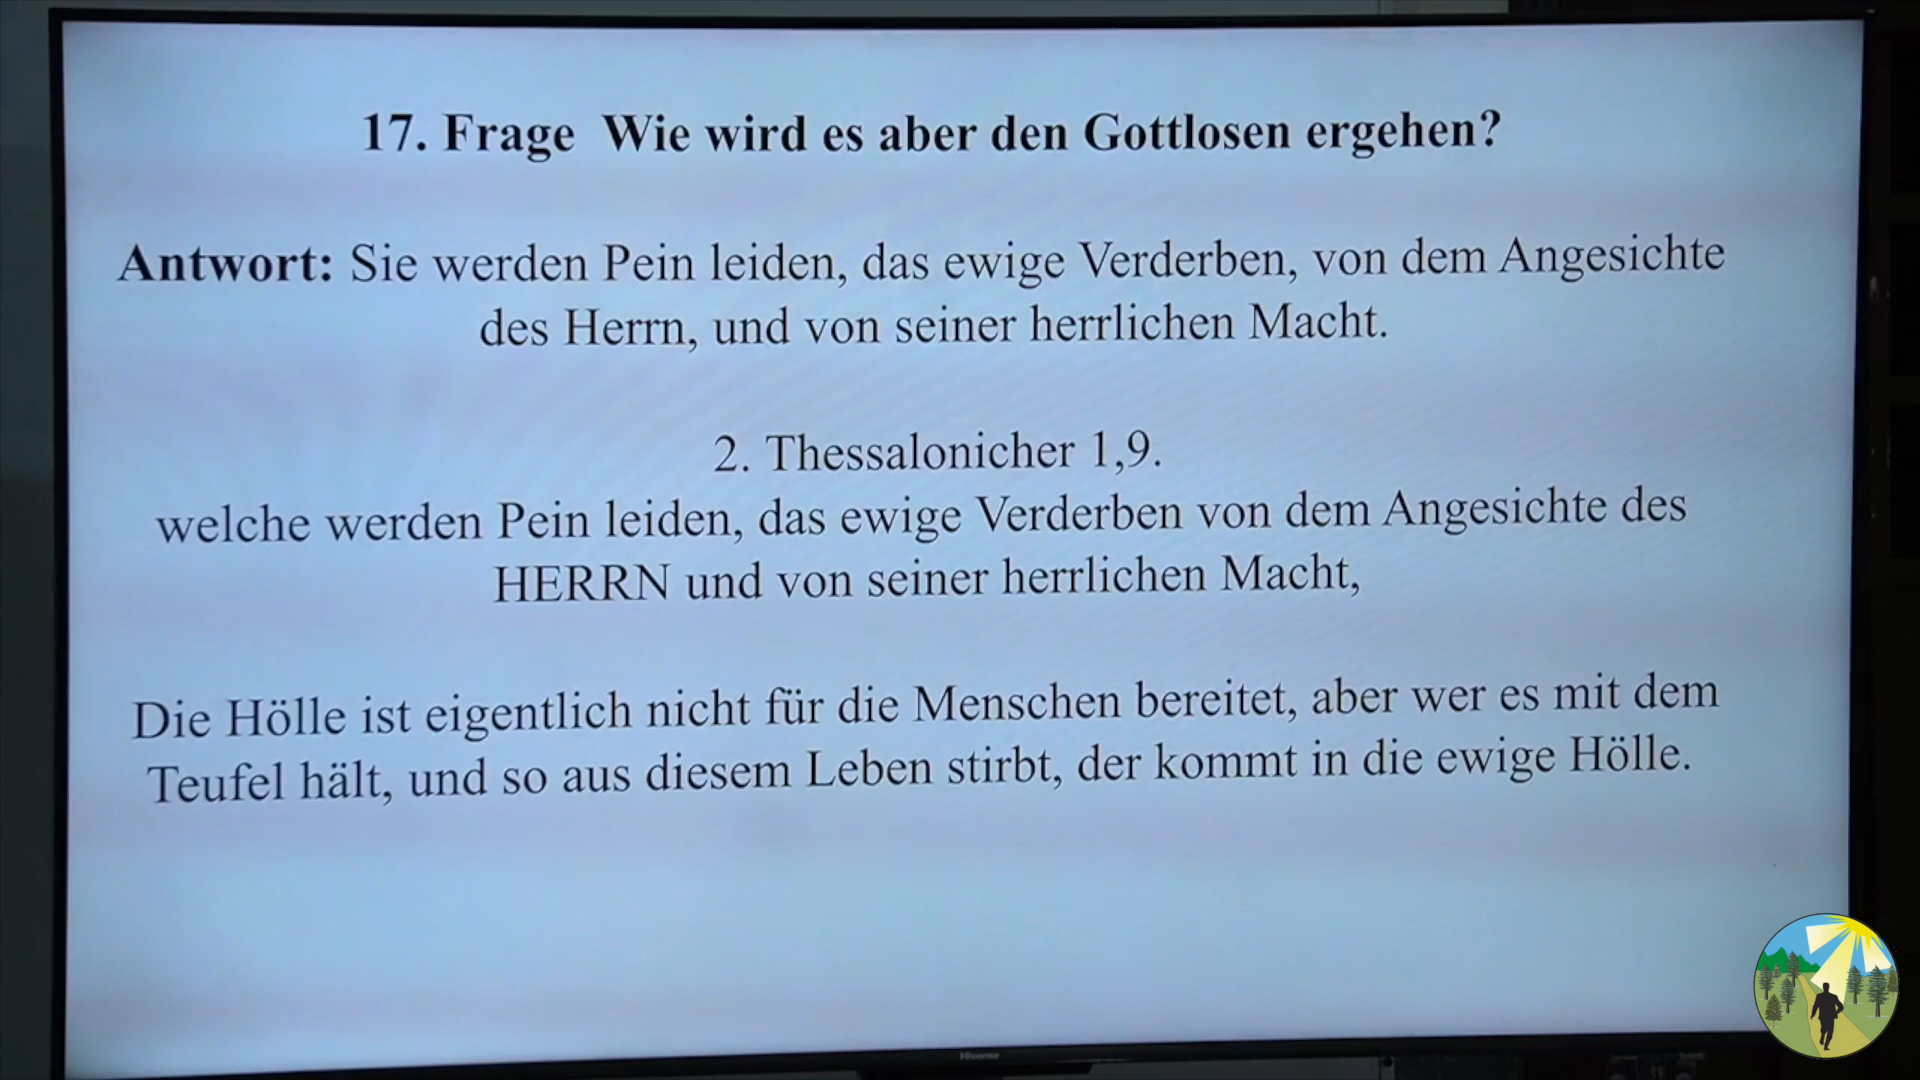 17. Frage  Wie wird es aber den Gottlosen ergehen?
Antwort: Sie werden Pein leiden, das ewige Verderben, von dem Angesichte
des Herrn, und von seiner herrlichen Macht.
2. Thessalonicher 1,9.
welche werden Pein leiden, das ewige Verderben von dem Angesichte des
HERRN und von seiner herrlichen Macht,
Die Hölle ist eigentlich nicht für die Menschen bereitet, aber wer es mit dem
Teufel hält, und so aus diesem Leben stirbt, der kommt in die ewige Hölle.
Hisense